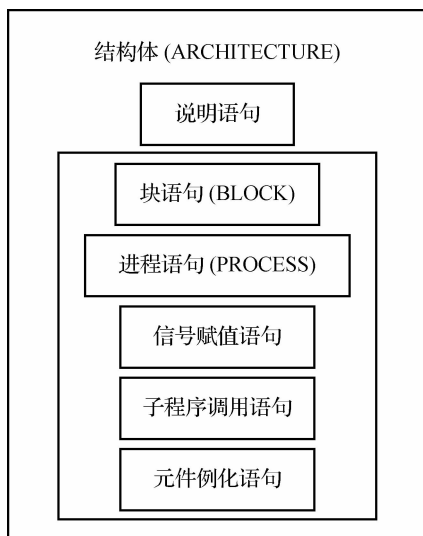 结构体 (ARCHITECTURE)
说明语句
块语句 (BLOCK)
进程语句 (PROCESS)
信号赋值语句
子程序调用语句
元件例化语句